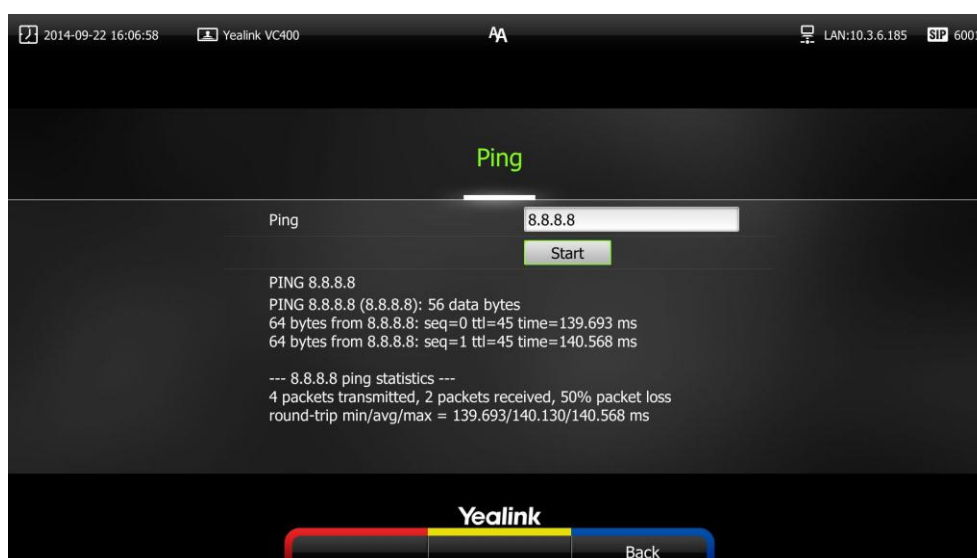 2014-09-22 16:06:58 Yealink VC400 AA LAN:10.3.6.185 SIP 6001
Ping
Ping 8.8.8.8
Start
PING 8.8.8.8
PING 8.8.8.8 (8.8.8.8): 56 data bytes
64 bytes from 8.8.8.8: seq=0 ttl=45 time=139.693 ms
64 bytes from 8.8.8.8: seq=1 ttl=45 time=140.568 ms
--- 8.8.8.8 ping statistics ---
4 packets transmitted, 2 packets received, 50% packet loss
round-trip min/avg/max = 139.693/140.130/140.568 ms
Yealink
Back